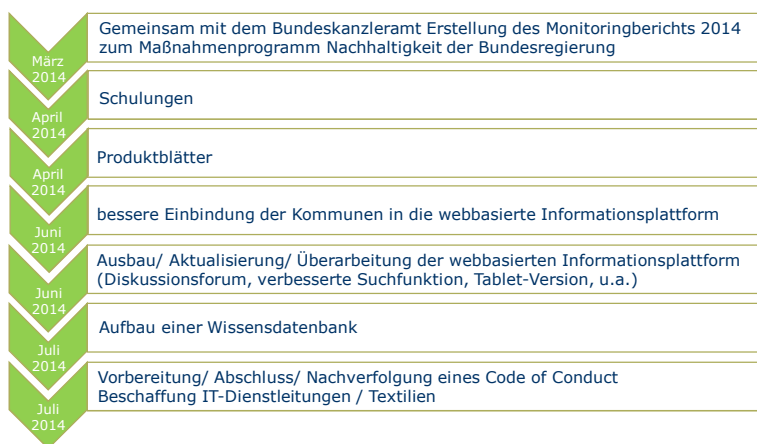 Gemeinsam mit dem Bundeskanzleramt Erstellung des Monitoringberichts 2014
zum Maßnahmenprogramm Nachhaltigkeit der Bundesregierung
März
2014
Schulungen
April
2014
Produktblätter
April
2014
bessere Einbindung der Kommunen in die webbasierte Informationsplattform
Juni
2014
Ausbau/ Aktualisierung/ Überarbeitung der webbasierten Informationsplattform
(Diskussionsforum, verbesserte Suchfunktion, Tablet-Version, u.a.)
Juni
2014
Aufbau einer Wissensdatenbank
Juli
2014
Vorbereitung/ Abschluss/ Nachverfolgung eines Code of Conduct
Beschaffung IT-Dienstleitungen / Textilien
Juli
2014